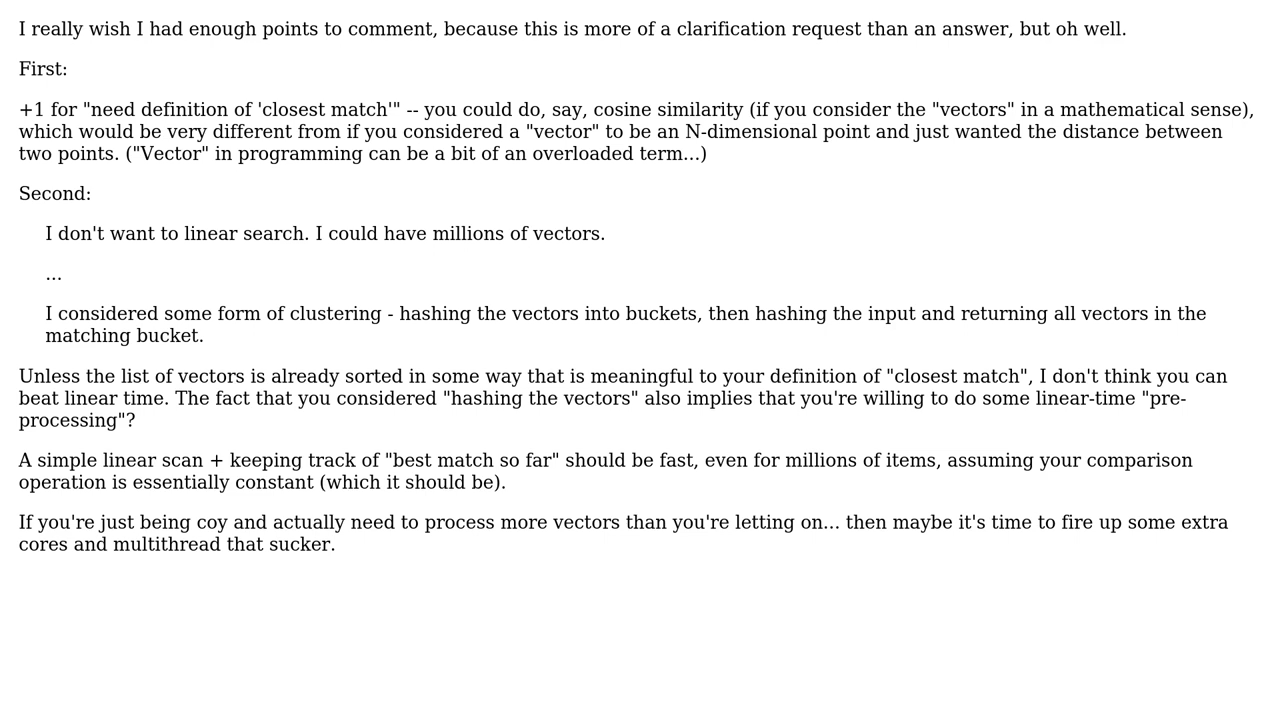 I really wish I had enough points to comment, because this is more of a clarification request than an answer, but oh well.
First:
+1 for "need definition of 'closest match'" -- you could do, say, cosine similarity (if you consider the "vectors" in a mathematical sense),
which would be very different from if you considered a "vector" to be an N-dimensional point and just wanted the distance between
two points. ("Vector" in programming can be a bit of an overloaded term...)
Second:
I don't want to linear search. I could have millions of vectors.
...
I considered some form of clustering - hashing the vectors into buckets, then hashing the input and returning all vectors in the
matching bucket.
Unless the list of vectors is already sorted in some way that is meaningful to your definition of "closest match", I don't think you can
beat linear time. The fact that you considered "hashing the vectors" also implies that you're willing to do some linear-time "pre-
processing"?
A simple linear scan + keeping track of "best match so far" should be fast, even for millions of items, assuming your comparison
operation is essentially constant (which it should be).
If you're just being coy and actually need to process more vectors than you're letting on... then maybe it's time to fire up some extra
cores and multithread that sucker.